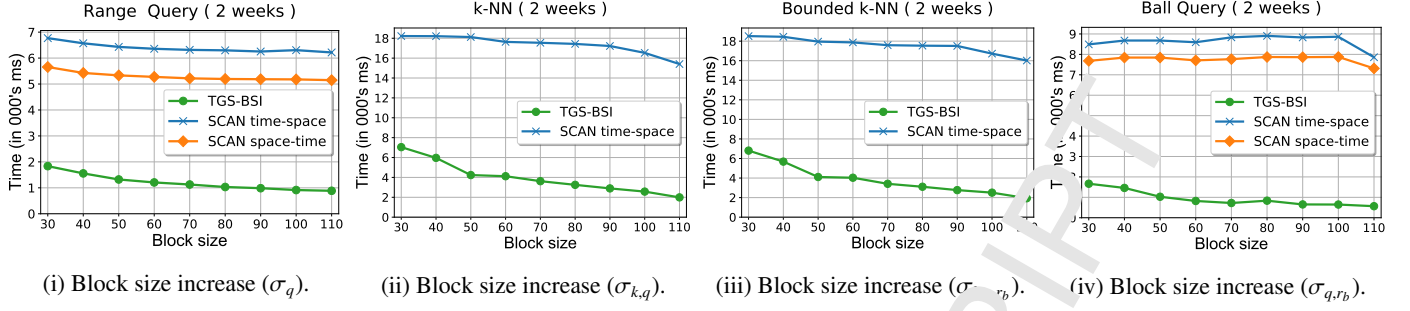 Range Query ( 2 weeks )
7
6
5
4
3
2
1
0
Time (in 000's ms)
TGS-BSI
SCAN time-space
SCAN space-time
30 40 50 60 70 80 90 100 110
Block size
(i) Block size increase (σq).
k-NN ( 2 weeks )
18
16
14
12
10
8
6
4
2
0
Time (in 000's ms)
TGS-BSI
SCAN time-space
30 40 50 60 70 80 90 100 110
Block size
(ii) Block size increase (σk,q).
Bounded k-NN ( 2 weeks )
18
16
14
12
10
8
6
4
2
0
Time (in 000's ms)
TGS-BSI
SCAN time-space
30 40 50 60 70 80 90 100
Block size
(iii) Block size increase
Ball Query ( 2 weeks )
9
8
7
4
3
2
000's ms)
TGS-BSI
SCAN time-space
SCAN space-time
30 40 50 60 70 80 90 100 110
Block size
(iv) Block size increase (σq,rb).
RIPT